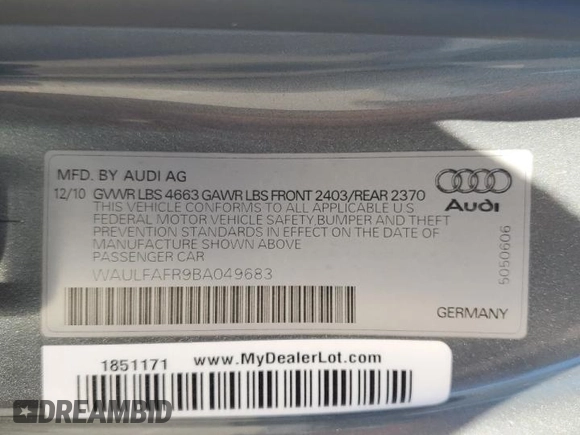 MFD. BY AUDI AG
12/10 GVWR LBS 4663 GAWR LBS FRONT 2403/REAR 2370
THIS VEHICLE CONFORMS TO ALL APPLICABLE U S
FEDERAL MOTOR VEHICLE SAFETY,BUMPER AND THEFT
PREVENTION STANDARDS IN EFFECT ON THE DATE OF
MANUFACTURE SHOWN ABOVE
PASSENGER CAR
WAULFAFR9BA049683
Audi
5050606
GERMANY
1851171 www.MyDealerLot.com
DREAMBID